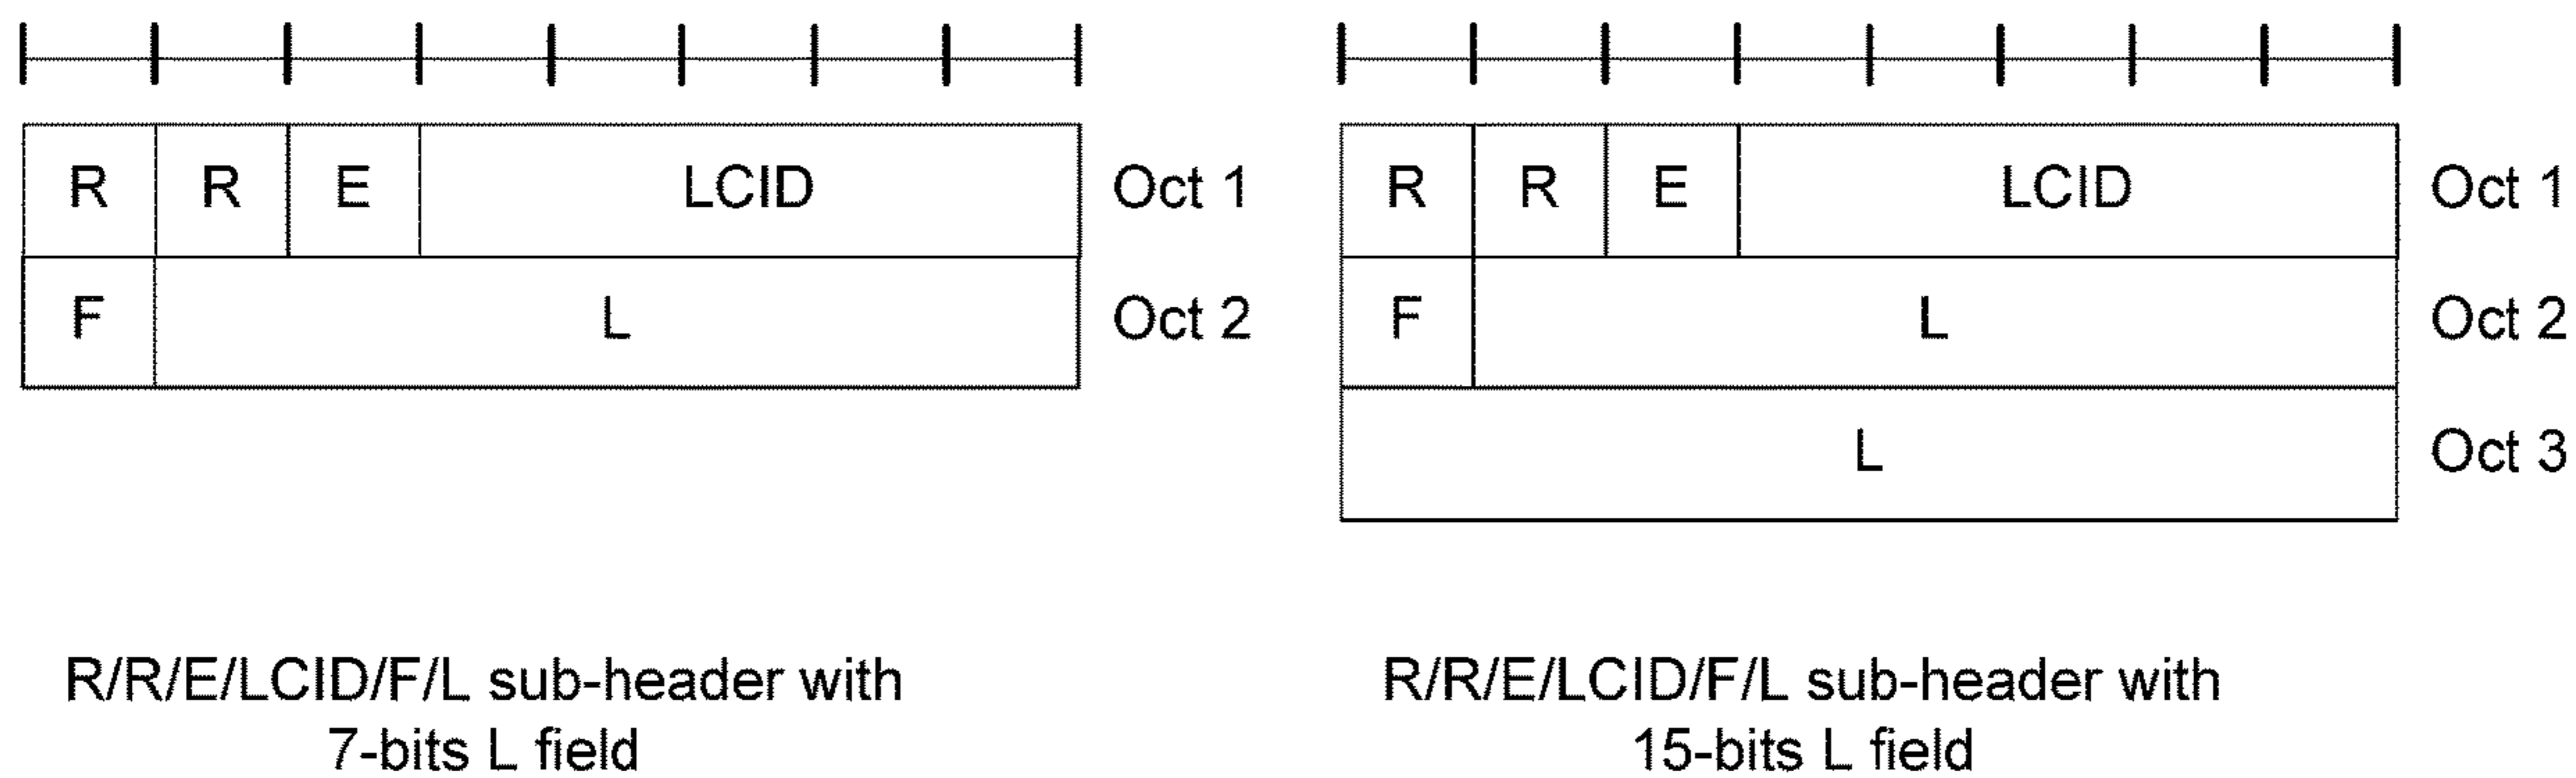 R R E LCID Oct 1
F L Oct 2
R/R/E/LCID/F/L sub-header with
7-bits L field
R R E LCID Oct 1
F L Oct 2
L Oct 3
R/R/E/LCID/F/L sub-header with
15-bits L field